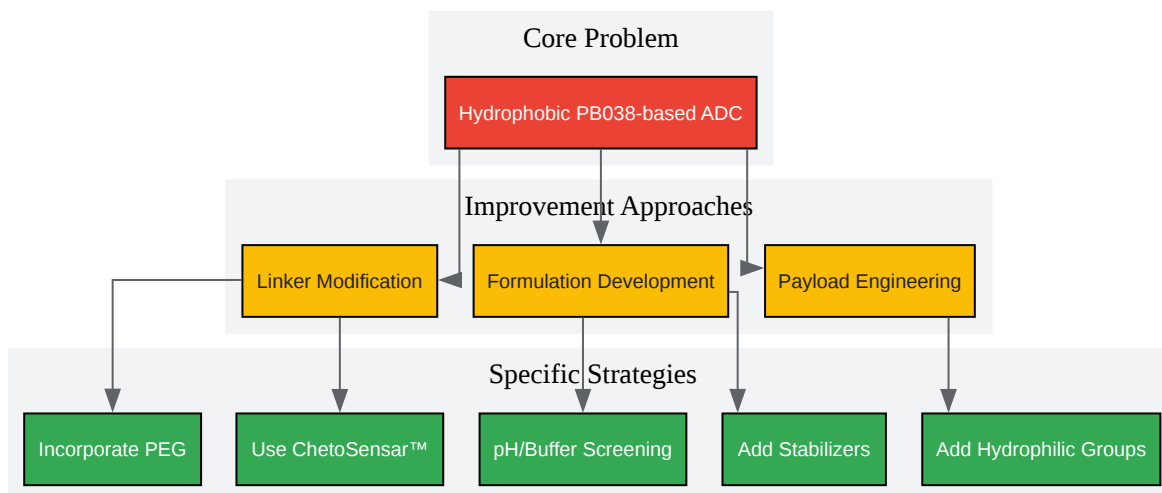 Core Problem
Hydrophobic PB038-based ADC
Improvement Approaches
Linker Modification
Formulation Development
Payload Engineering
Specific Strategies
Incorporate PEG
Use ChetoSensar™
pH/Buffer Screening
Add Stabilizers
Add Hydrophilic Groups